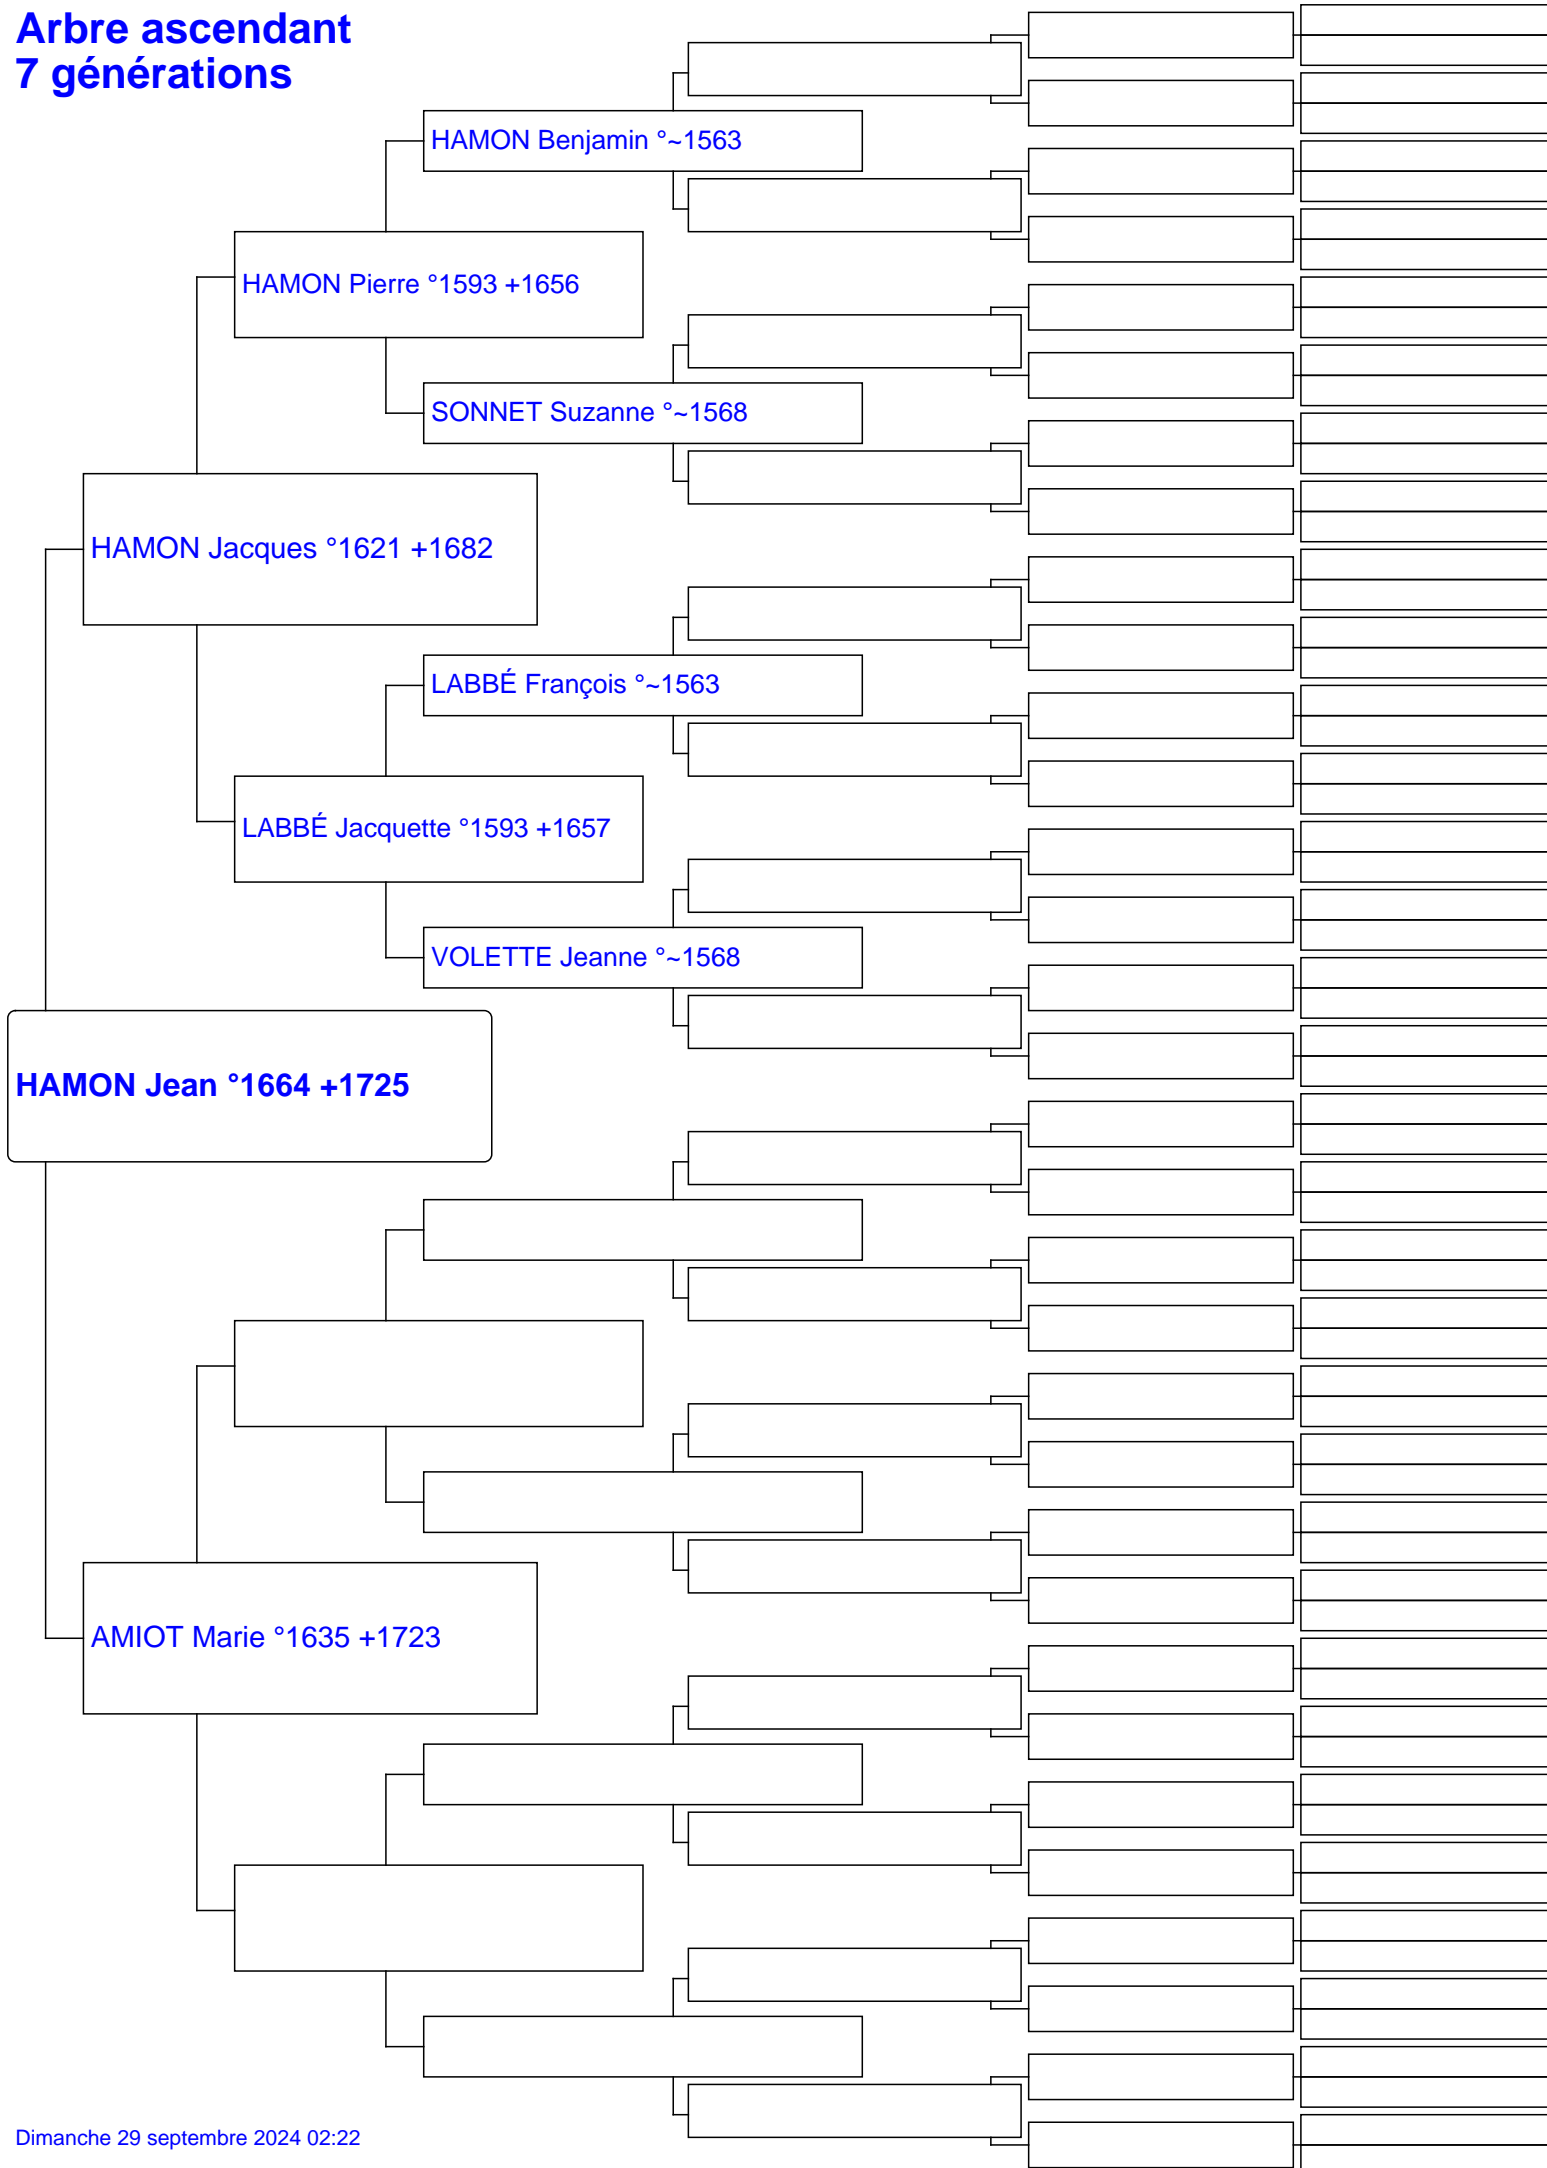 Arbre ascendant
7 générations
HAMON Benjamin °~1563
HAMON Pierre °1593 +1656
SONNET Suzanne °~1568
HAMON Jacques °1621 +1682
LABBÉ François °~1563
LABBÉ Jacquette °1593 +1657
VOLETTE Jeanne °~1568
HAMON Jean °1664 +1725
AMIOT Marie °1635 +1723
Dimanche 29 septembre 2024 02:22